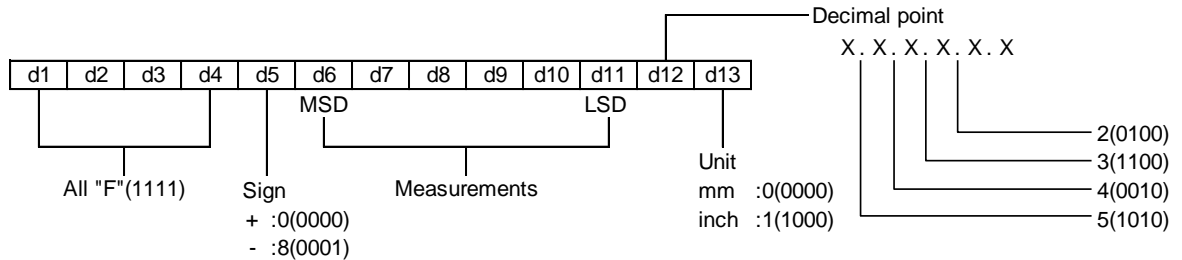 Decimal point
X . X . X . X . X . X
d1 d2 d3 d4 d5 d6 d7 d8 d9 d10 d11 d12 d13
MSD LSD
2(0100)
3(1100)
4(0010)
5(1010)
All "F"(1111)
Sign
+ :0(0000)
- :8(0001)
Measurements
Unit
mm :0(0000)
inch :1(1000)